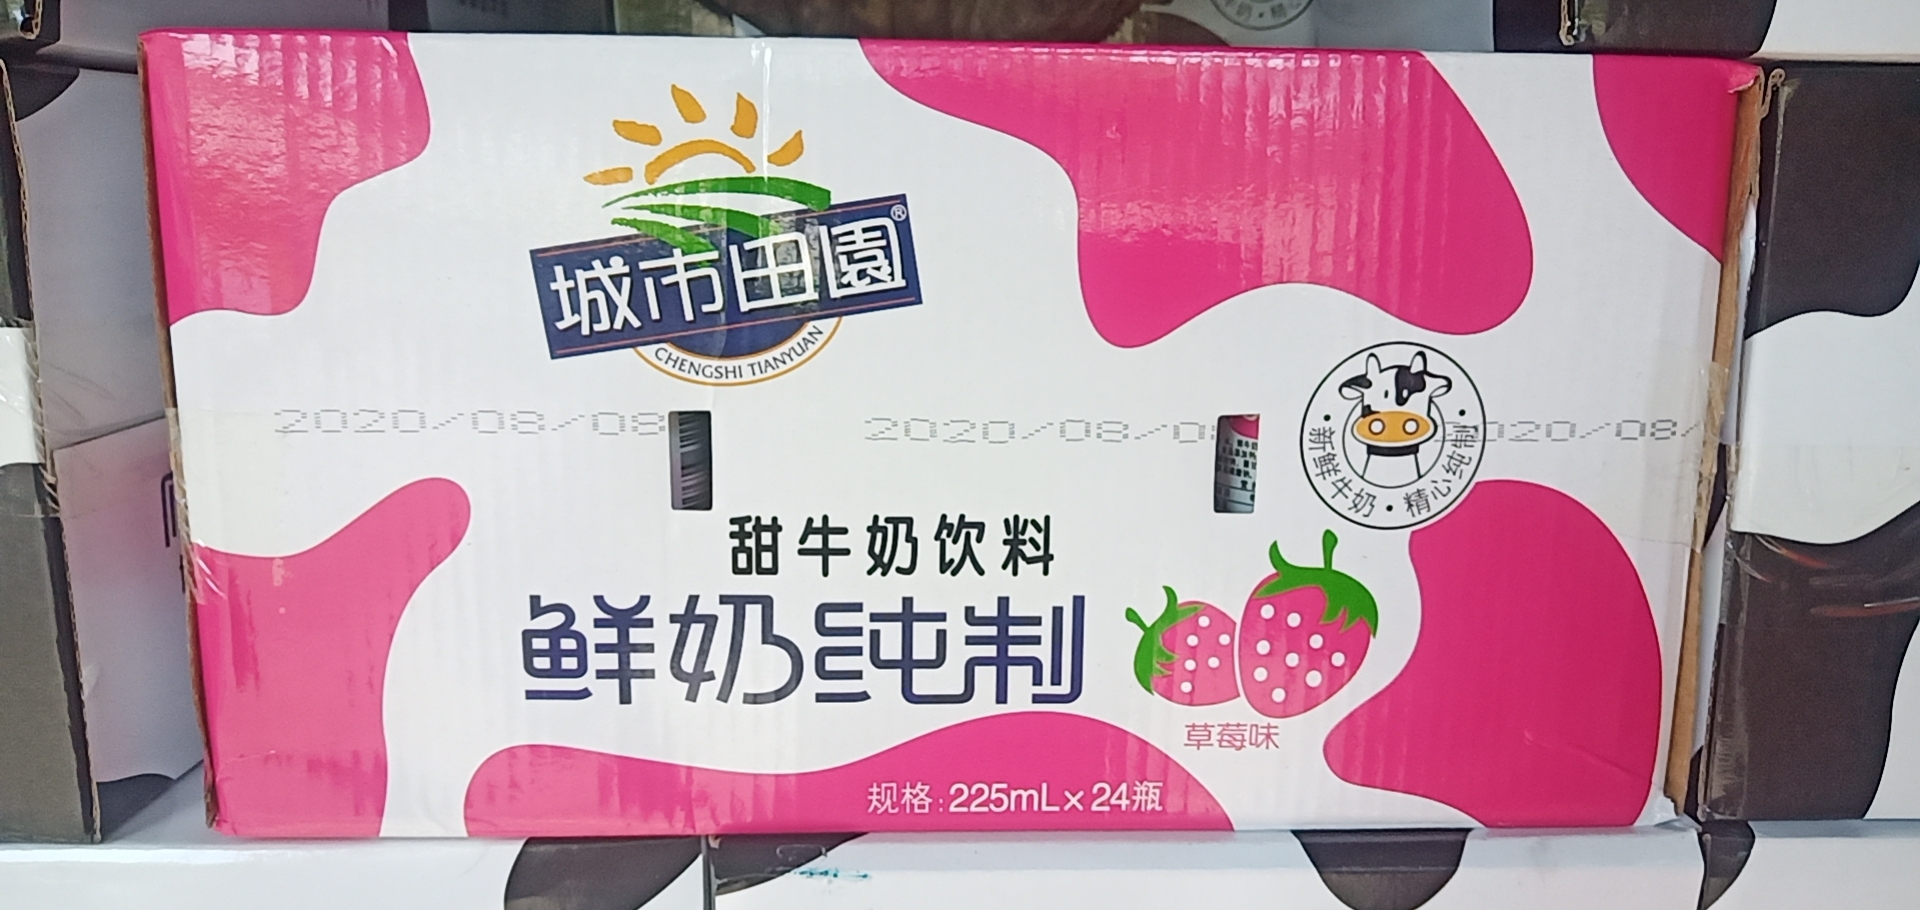 城市田園®
CHENGSHI TIANYUAN
2020/08/08
2020/08/0
2020/08/
新鲜牛奶·精心纯制
甜牛奶饮料
鲜奶纯制
草莓味
规格:225mL×24瓶